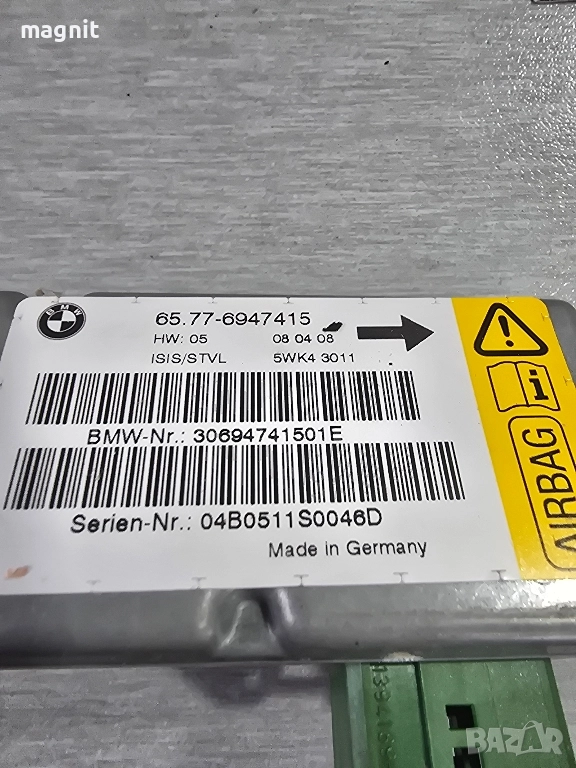 magnit
BMW
65.77-6947415
HW: 05 08 04 08
ISIS/STVL 5WK4 3011
BMW-Nr.: 30694741501E
Serien-Nr.: 04B0511S0046D
Made in Germany
AIRBAG
BAZAR